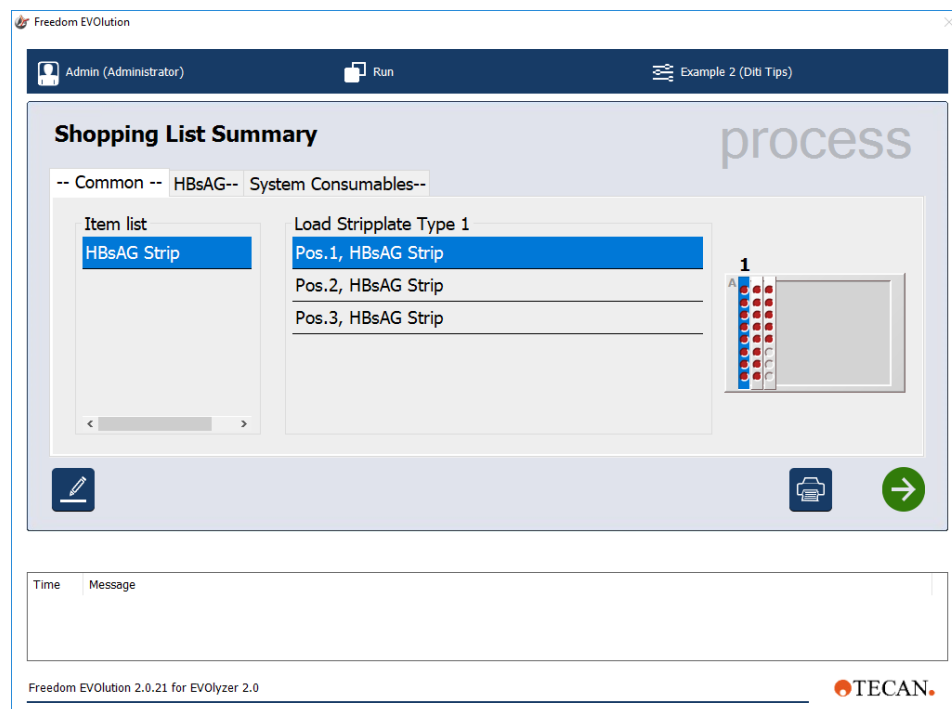 Freedom EVOlution
Admin (Administrator) Run Example 2 (Diti Tips)
Shopping List Summary
process
-- Common -- HBsAG-- System Consumables--
Item list
HBsAG Strip
Load Stripplate Type 1
Pos.1, HBsAG Strip
Pos.2, HBsAG Strip
Pos.3, HBsAG Strip
1
A
Time Message
Freedom EVOlution 2.0.21 for EVOlyzer 2.0
TECAN.